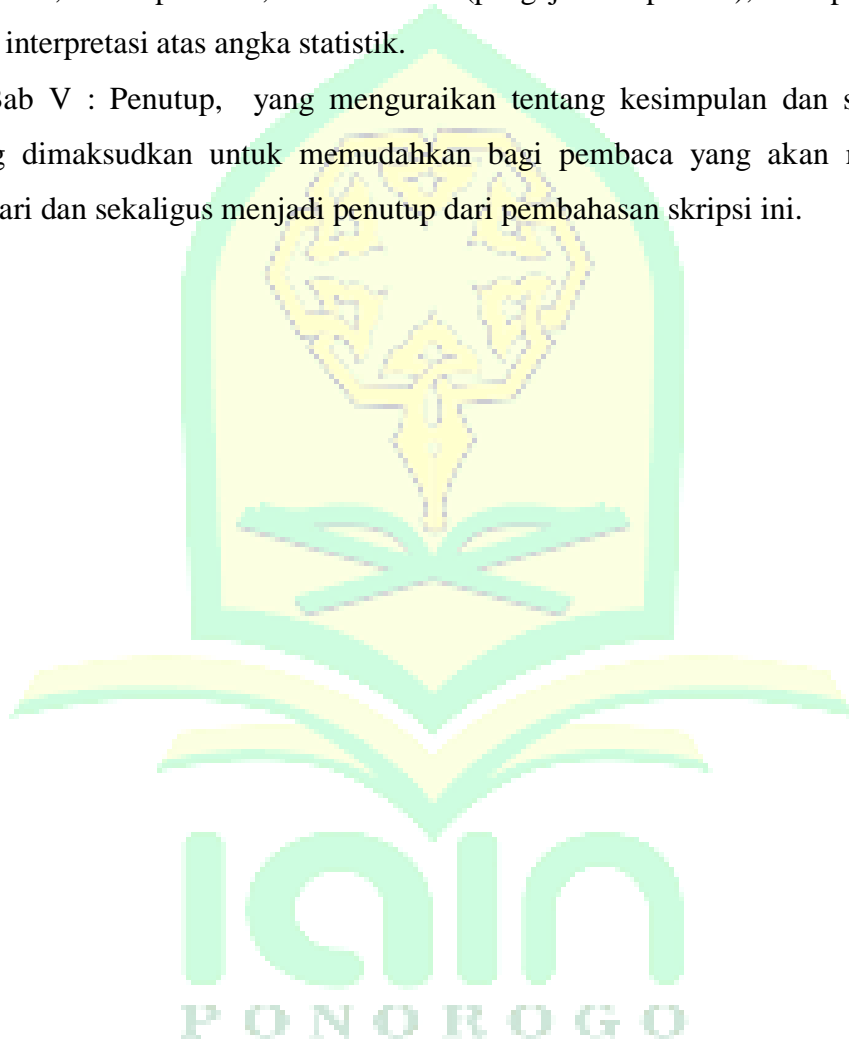 interpretasi atas angka statistik.
Bab V : Penutup, yang menguraikan tentang kesimpulan dan
dimaksudkan untuk memudahkan bagi pembaca yang akan
dan sekaligus menjadi penutup dari pembahasan skripsi ini.
iain
PONOROGO